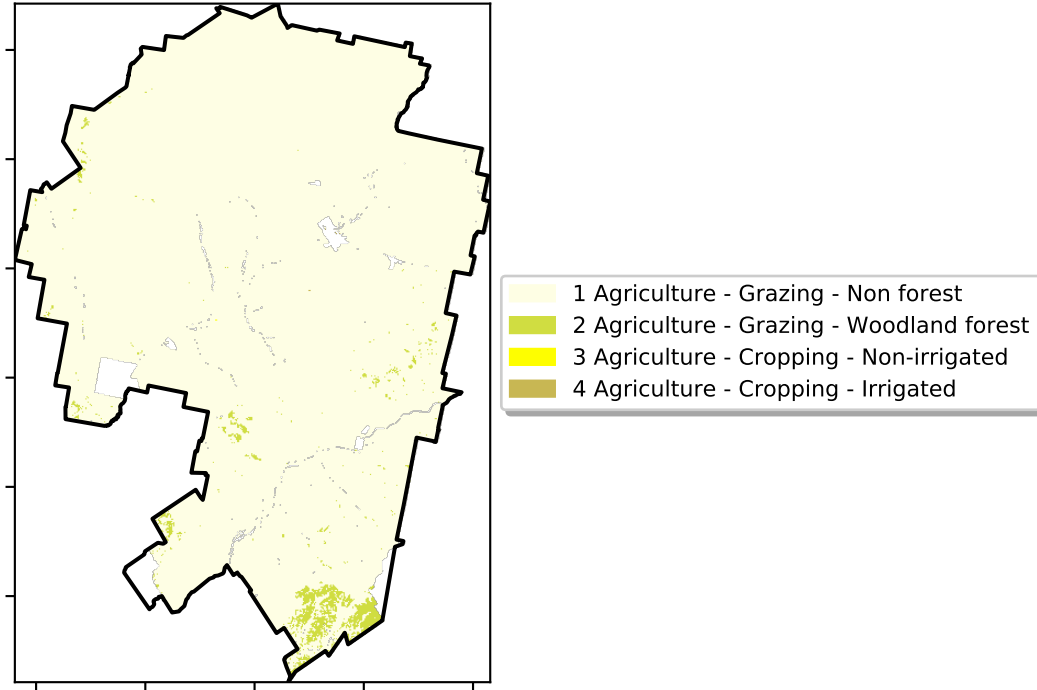 1 Agriculture - Grazing - Non forest
2 Agriculture - Grazing - Woodland forest
3 Agriculture - Cropping - Non-irrigated
4 Agriculture - Cropping - Irrigated